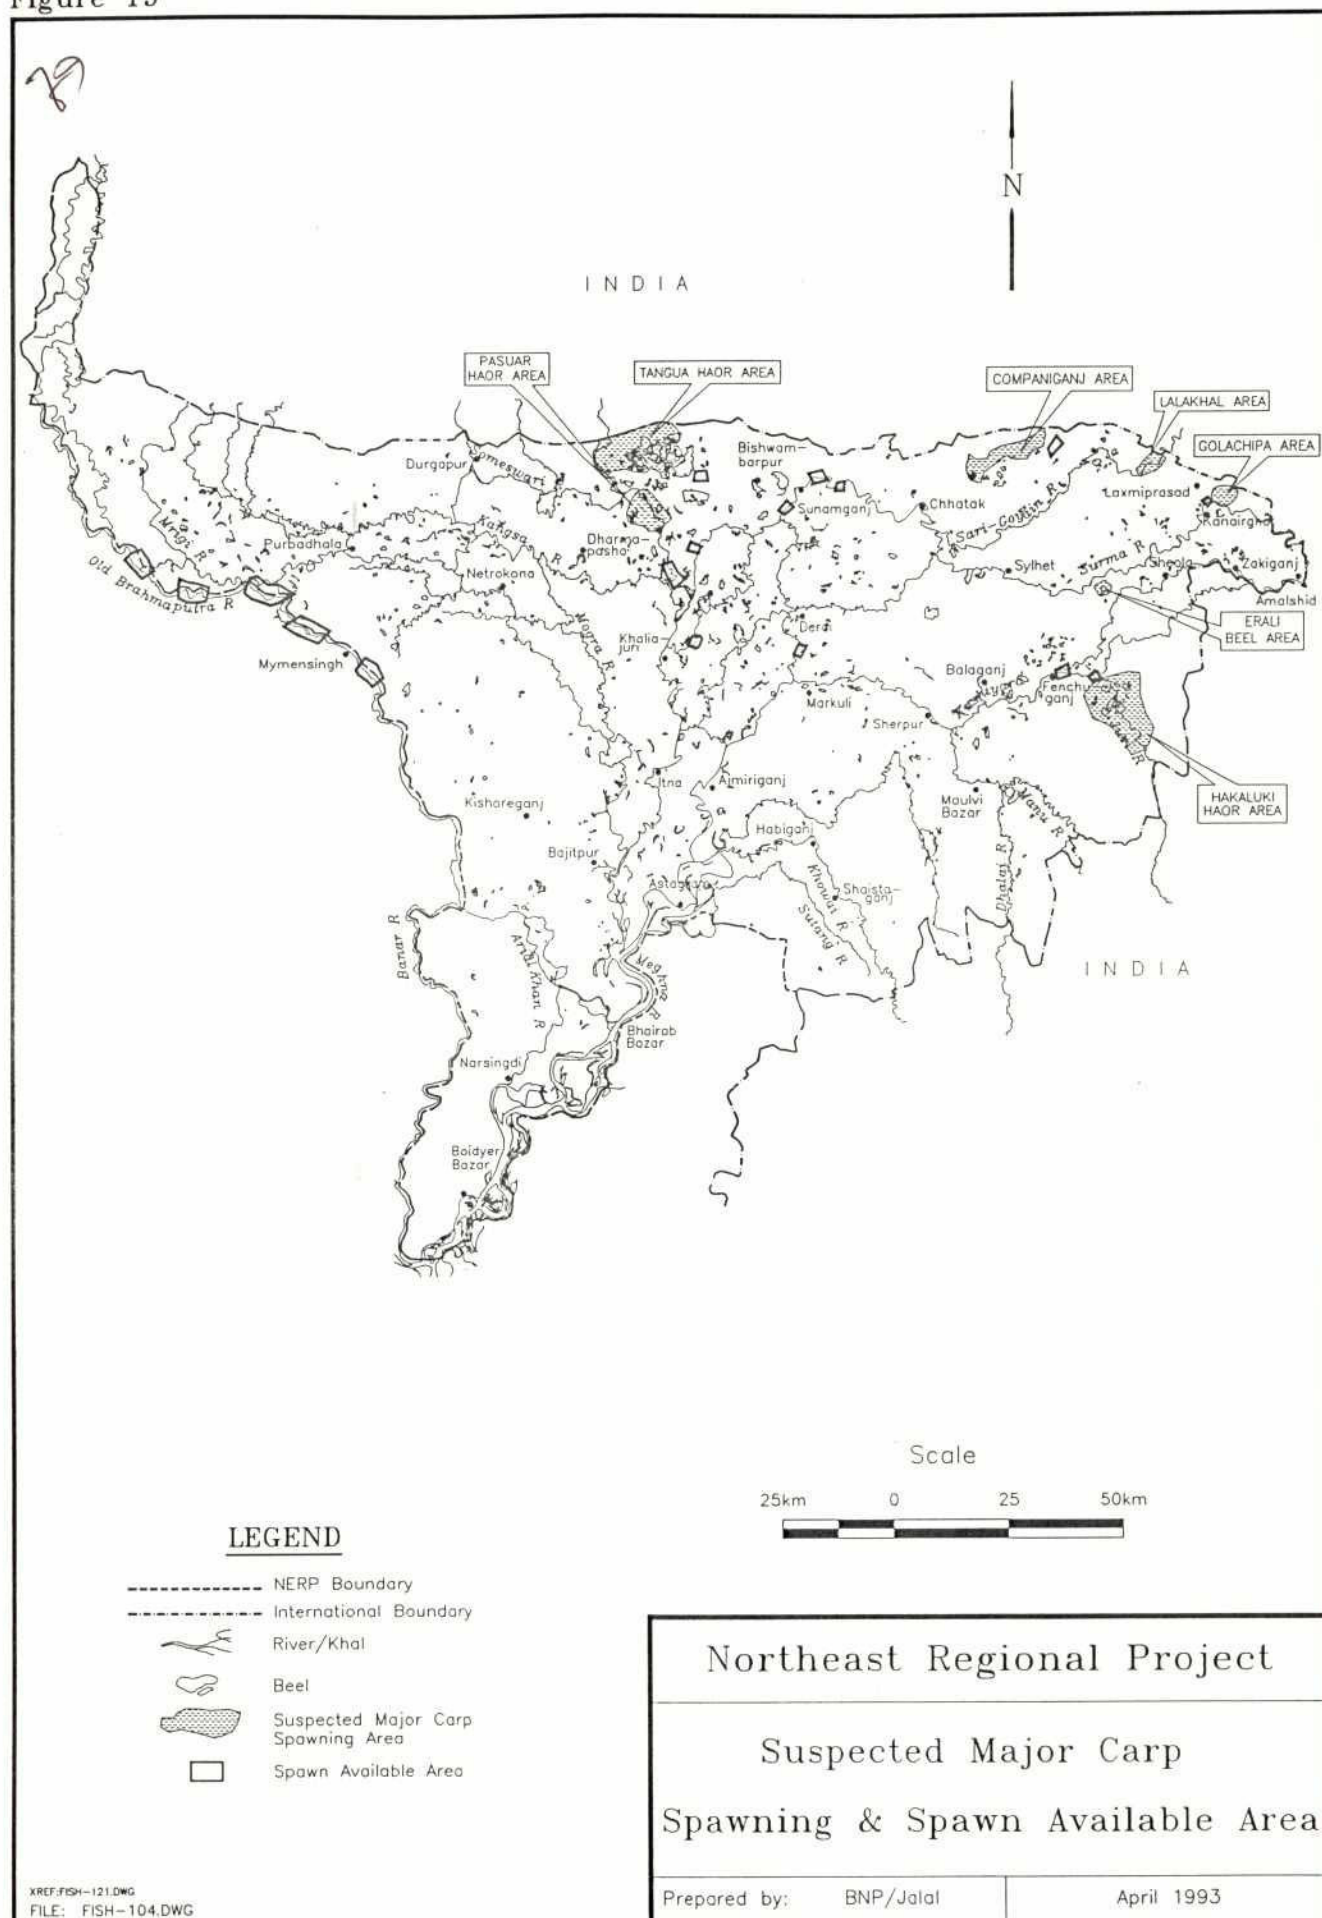 29
N
INDIA
PASUAR
HAOR AREA
TANGUA HAOR AREA
COMPANIGANJ AREA
LALAKHAL AREA
GOLACHIPA AREA
Durgapur
Someswari
Bishwam-
barpur
Sunamganj
Chhatak
Laxmiprasad
Sari-Gowin R
Mrigi R
Purbadhala
Kangsa R
Dharma-
pasha
Sylhet
Surma R
Sheola
Zakiganj
Amalshid
Old Brahmaputra R
Netrokona
ERALI
BEEL AREA
Mogra R
Khalia-
juri
Derai
Mymensingh
Balaganj
Fenchu
ganj
Markuli
Sherpur
Itna
Ajmiriganj
Kishoreganj
Moulvi
Bazar
Manu R
HAKALUKI
HAOR AREA
Habiganj
Bajitpur
Khowai R
Shaista-
ganj
Sutang R
Dhalai R
Banar R
Arial Khan R
Meghna R
INDIA
Bhairab
Bazar
Narsingdi
Boidyer
Bazar
Scale
25km 0 25 50km
LEGEND
NERP Boundary
International Boundary
River/Khal
Beel
Suspected Major Carp
Spawning Area
Spawn Available Area
Northeast Regional Project
Suspected Major Carp
Spawning & Spawn Available Area
Prepared by: BNP/Jalal April 1993
XREF:FISH-121.DWG
FILE: FISH-104.DWG